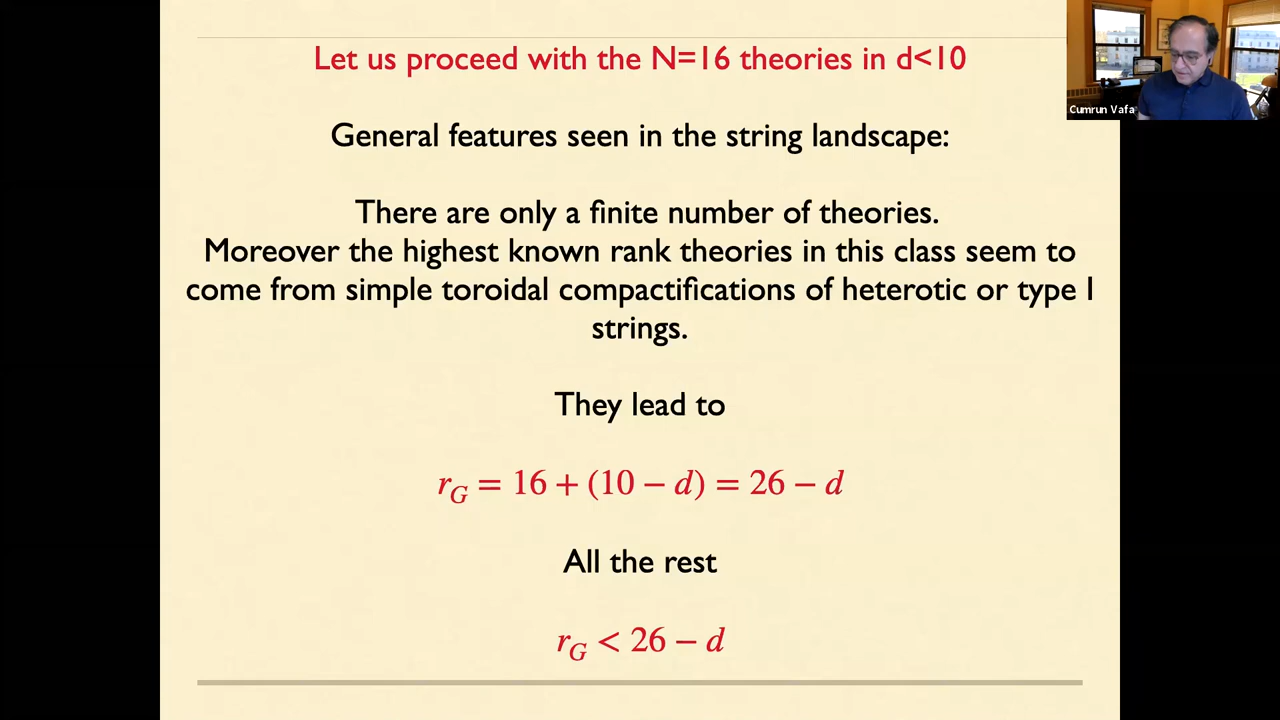 Let us proceed with the N=16 theories in d<10
Cumrun Vafa
General features seen in the string landscape:
There are only a finite number of theories.
Moreover the highest known rank theories in this class seem to
come from simple toroidal compactifications of heterotic or type I
strings.
They lead to
r_G = 16 + (10 − d) = 26 − d
All the rest
r_G < 26 − d